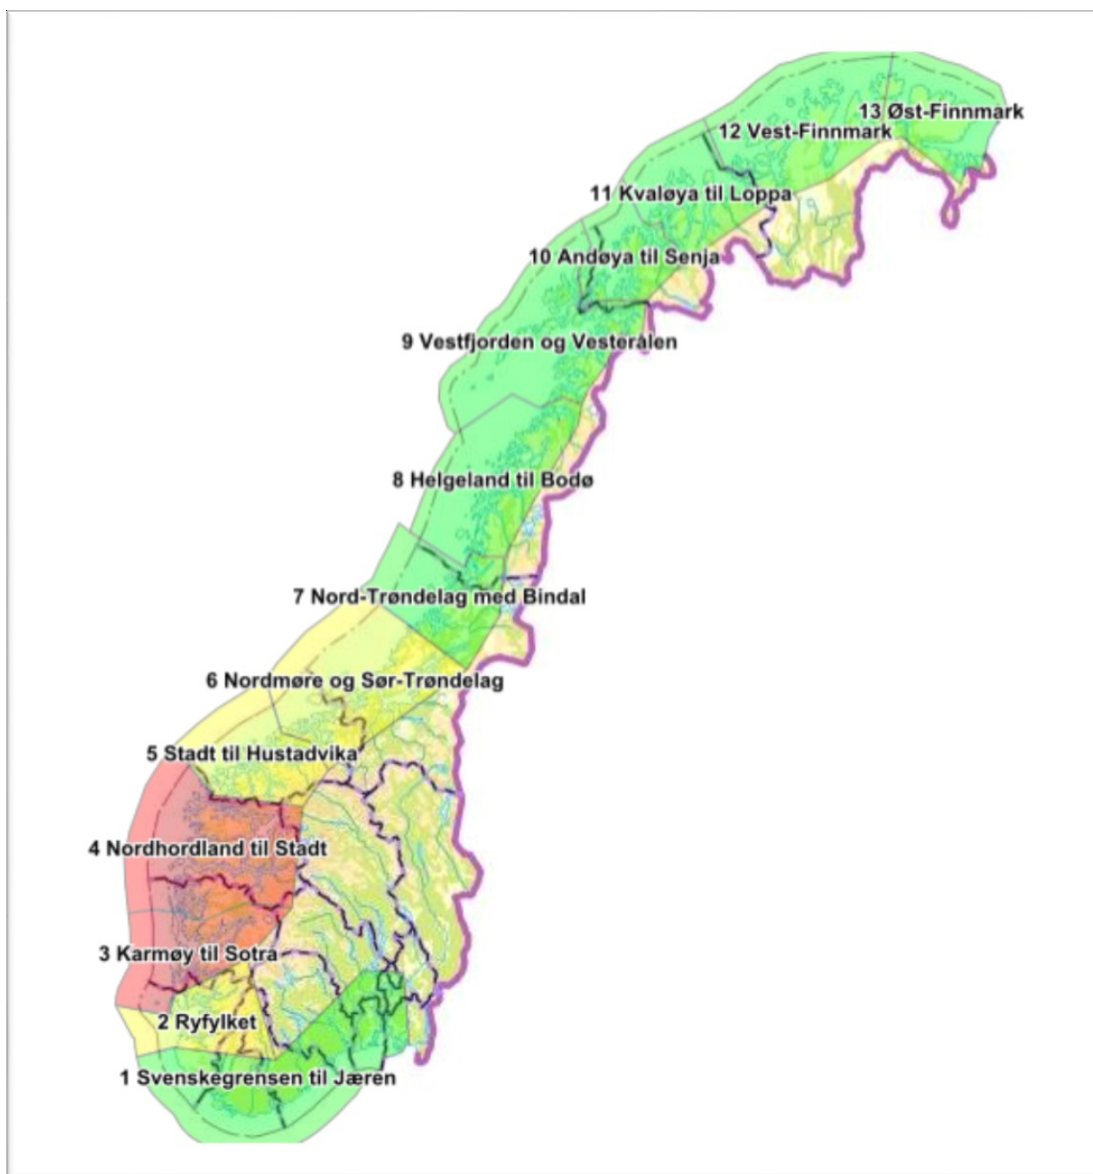 13 Øst-Finnmark
12 Vest-Finnmark
11 Kvaløya til Loppa
10 Andøya til Senja
9 Vestfjorden og Vesterålen
8 Helgeland til Bodø
7 Nord-Trøndelag med Bindal
6 Nordmøre og Sør-Trøndelag
5 Stadt til Hustadvika
4 Nordhordland til Stadt
3 Karmøy til Sotra
2 Ryfylket
1 Svenskegrensen til Jæren